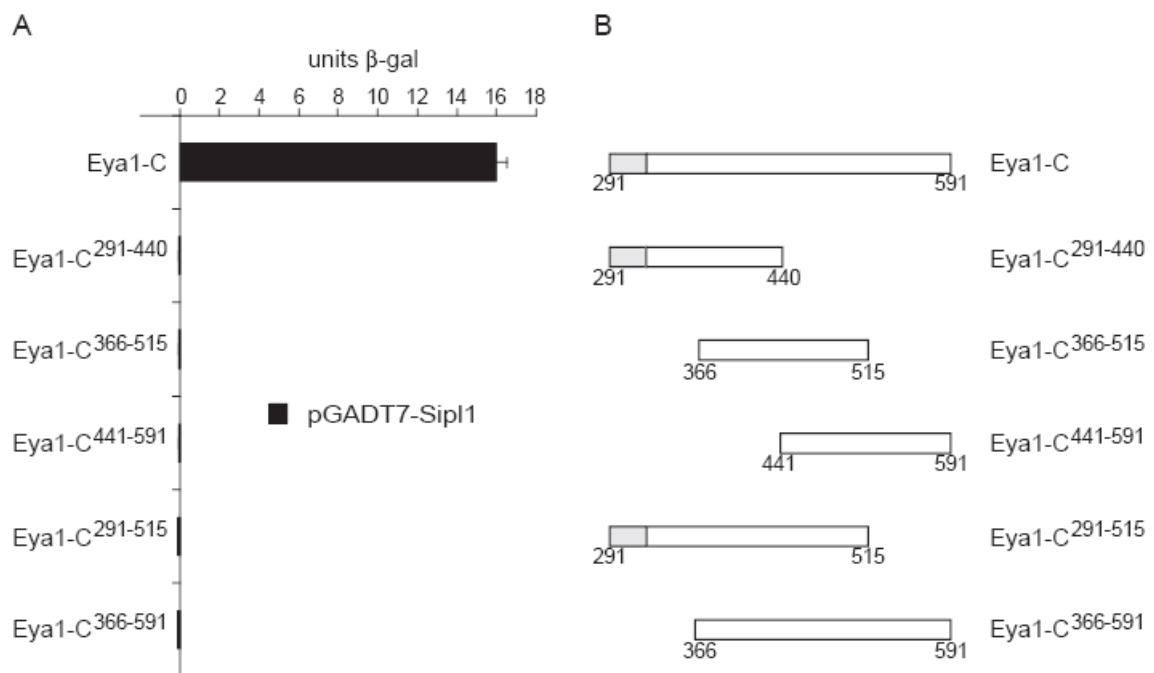 A
B
units β-gal
0 2 4 6 8 10 12 14 16 18
Eya1-C
291 591
Eya1-C
Eya1-C291-440
291 440
Eya1-C291-440
Eya1-C366-515
366 515
Eya1-C366-515
pGADT7-Sipl1
Eya1-C441-591
441 591
Eya1-C441-591
Eya1-C291-515
291 515
Eya1-C291-515
Eya1-C366-591
366 591
Eya1-C366-591